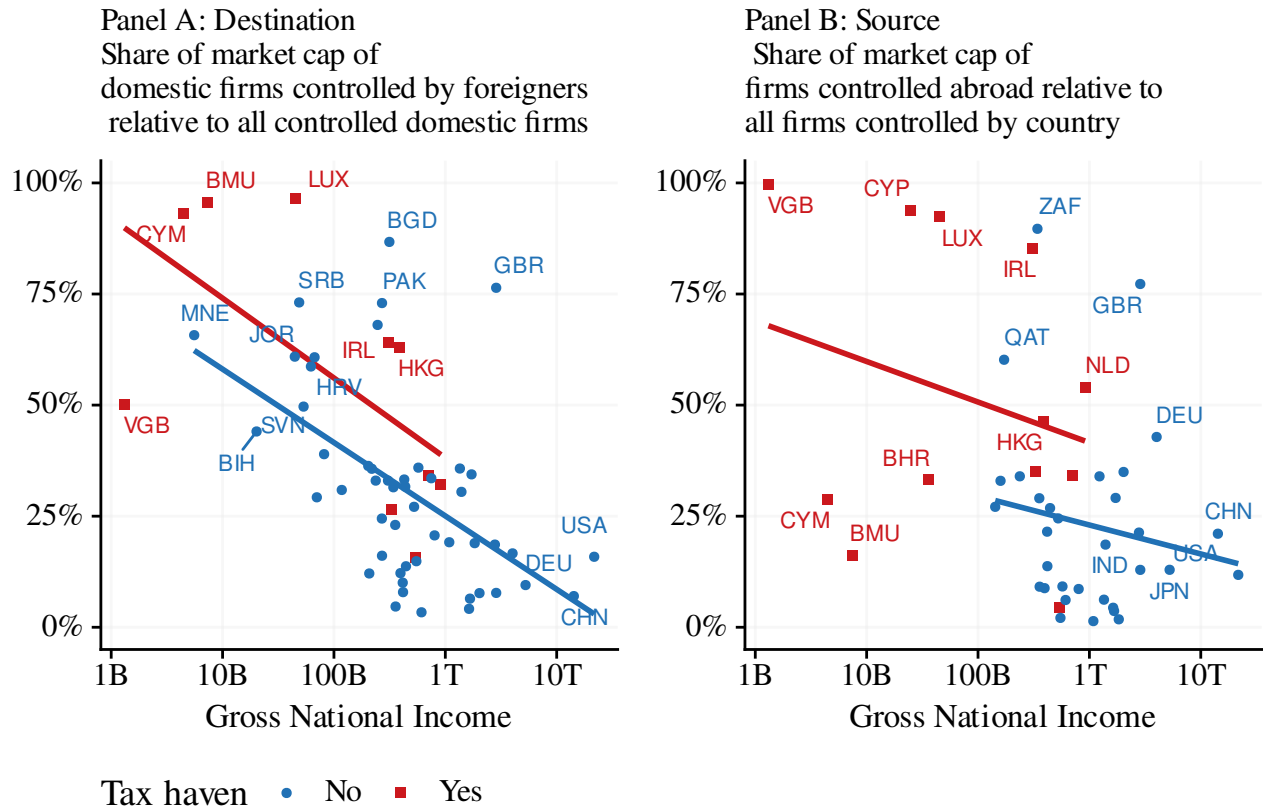 Panel A: Destination
Share of market cap of
domestic firms controlled by foreigners
relative to all controlled domestic firms
100%
75%
50%
25%
0%
BMU
LUX
CYM
BGD
GBR
SRB
PAK
MNE
JOR
IRL
HKG
HRV
VGB
SVN
BIH
USA
DEU
CHN
1B
10B
100B
1T
10T
Gross National Income
Panel B: Source
Share of market cap of
firms controlled abroad relative to
all firms controlled by country
100%
75%
50%
25%
0%
VGB
CYP
LUX
ZAF
IRL
GBR
QAT
NLD
DEU
HKG
BHR
CYM
BMU
CHN
USA
IND
JPN
1B
10B
100B
1T
10T
Gross National Income
Tax haven No Yes